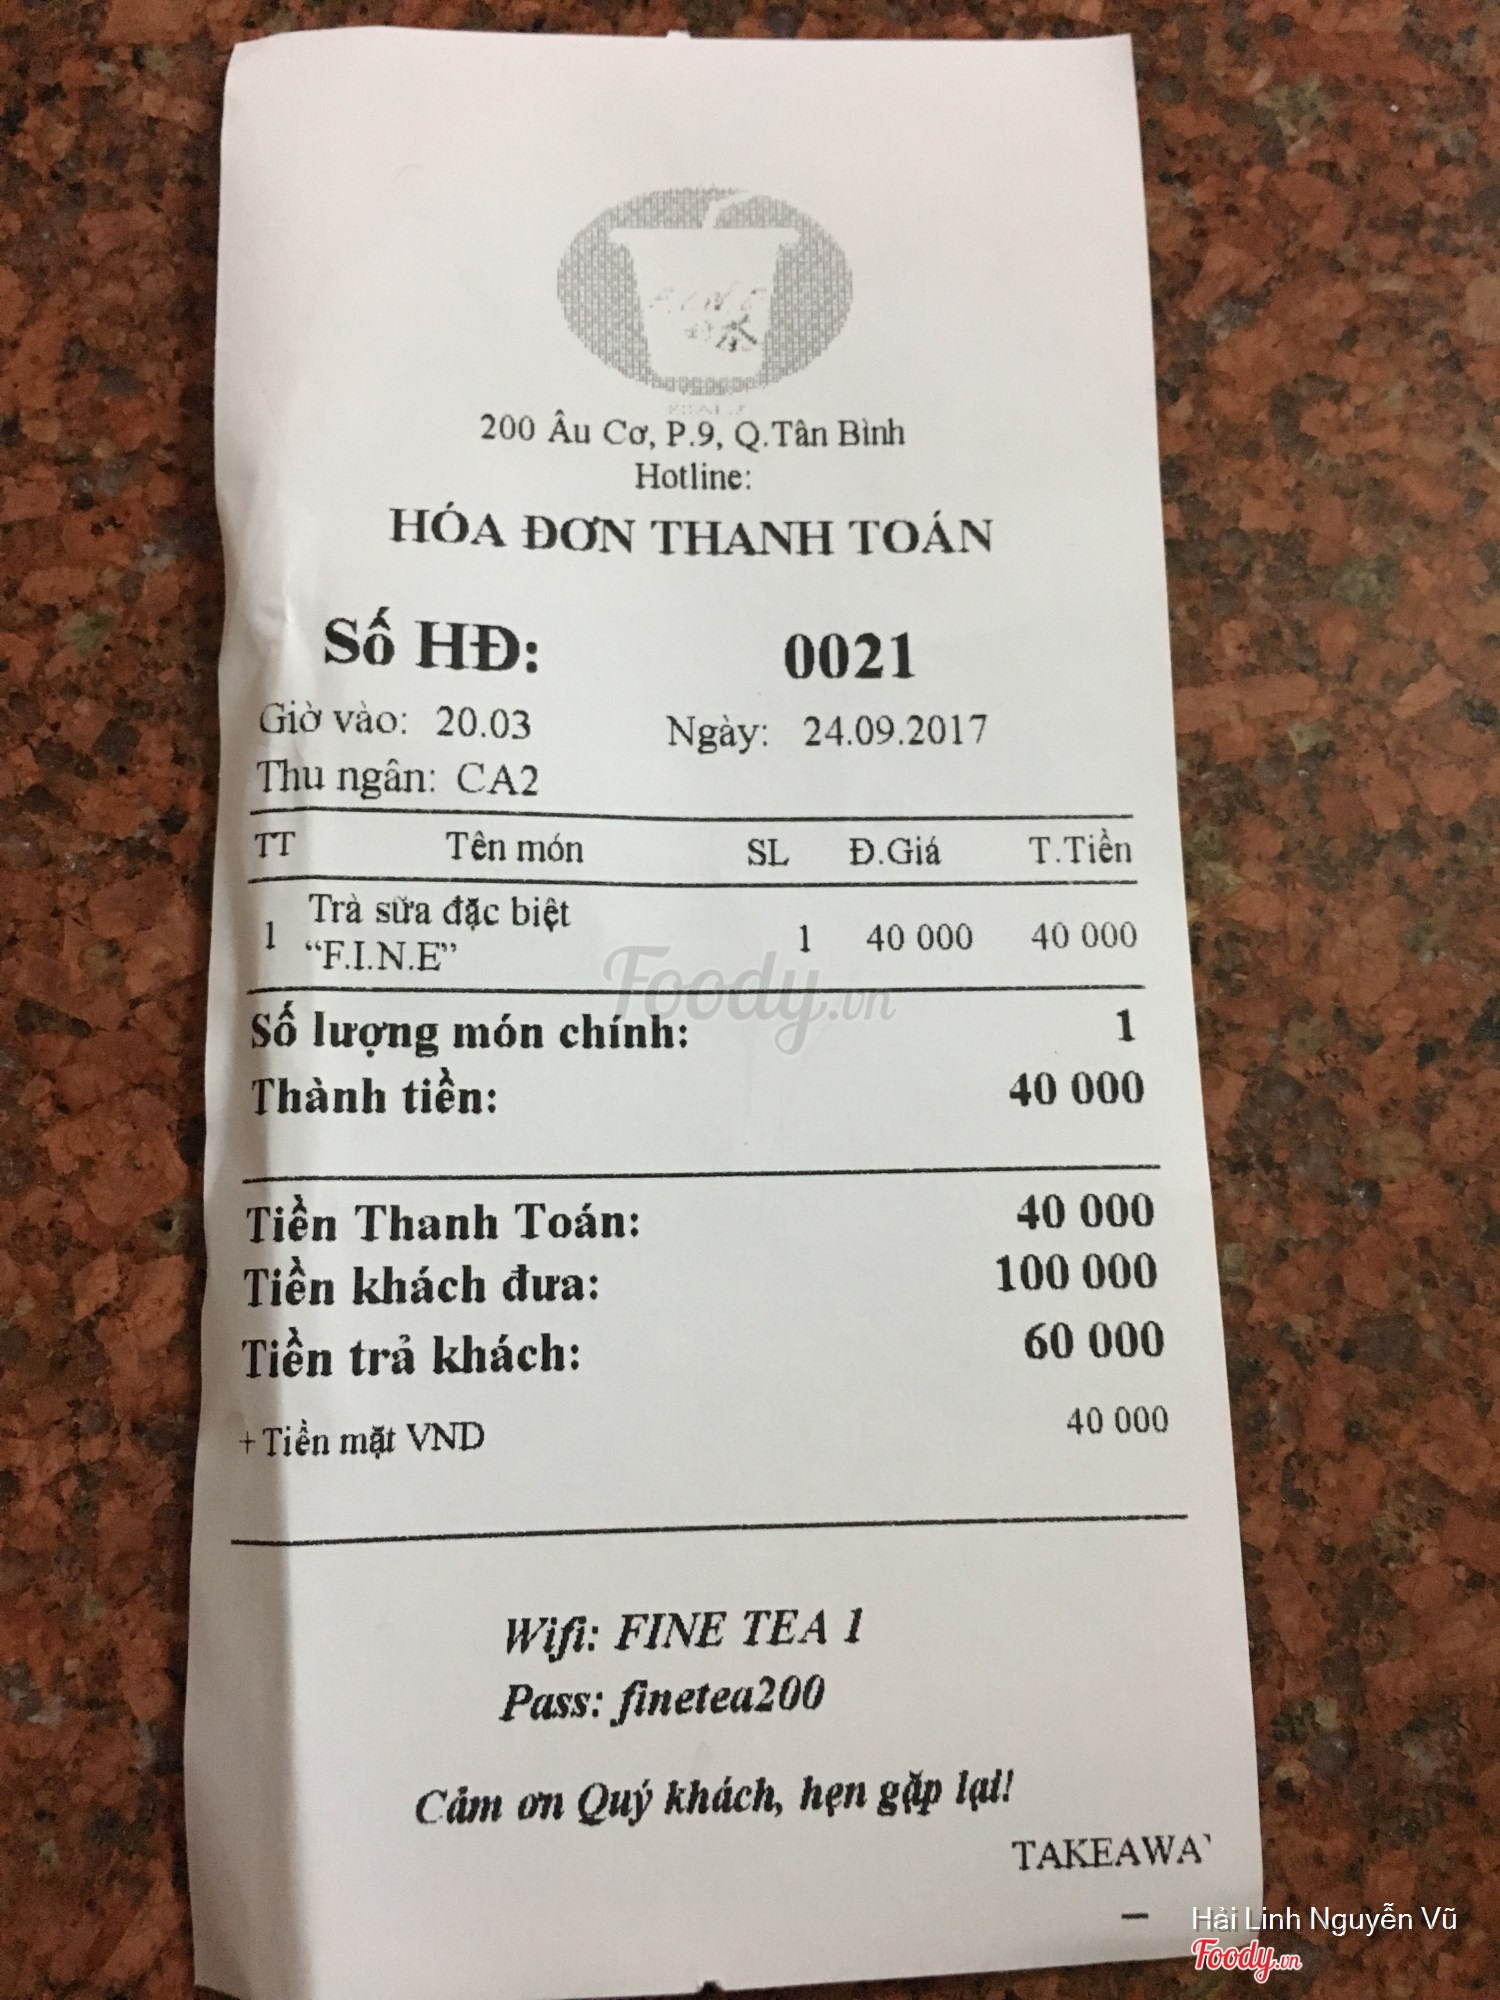 200 Âu Cơ, P.9, Q.Tân Bình
Hotline:
HÓA ĐƠN THANH TOÁN
Số HĐ: 0021
Giờ vào: 20.03 Ngày: 24.09.2017
Thu ngân: CA2
TT Tên món SL Đ.Giá T.Tiền
1 Trà sữa đặc biệt "F.I.N.E" 1 40 000 40 000
Foody.vn
Số lượng món chính: 1
Thành tiền: 40 000
Tiền Thanh Toán: 40 000
Tiền khách đưa: 100 000
Tiền trả khách: 60 000
+ Tiền mặt VND 40 000
Wifi: FINE TEA 1
Pass: finetea200
Cảm ơn Quý khách, hẹn gặp lại!
TAKEAWA
Hải Linh Nguyễn Vũ
Foody.vn